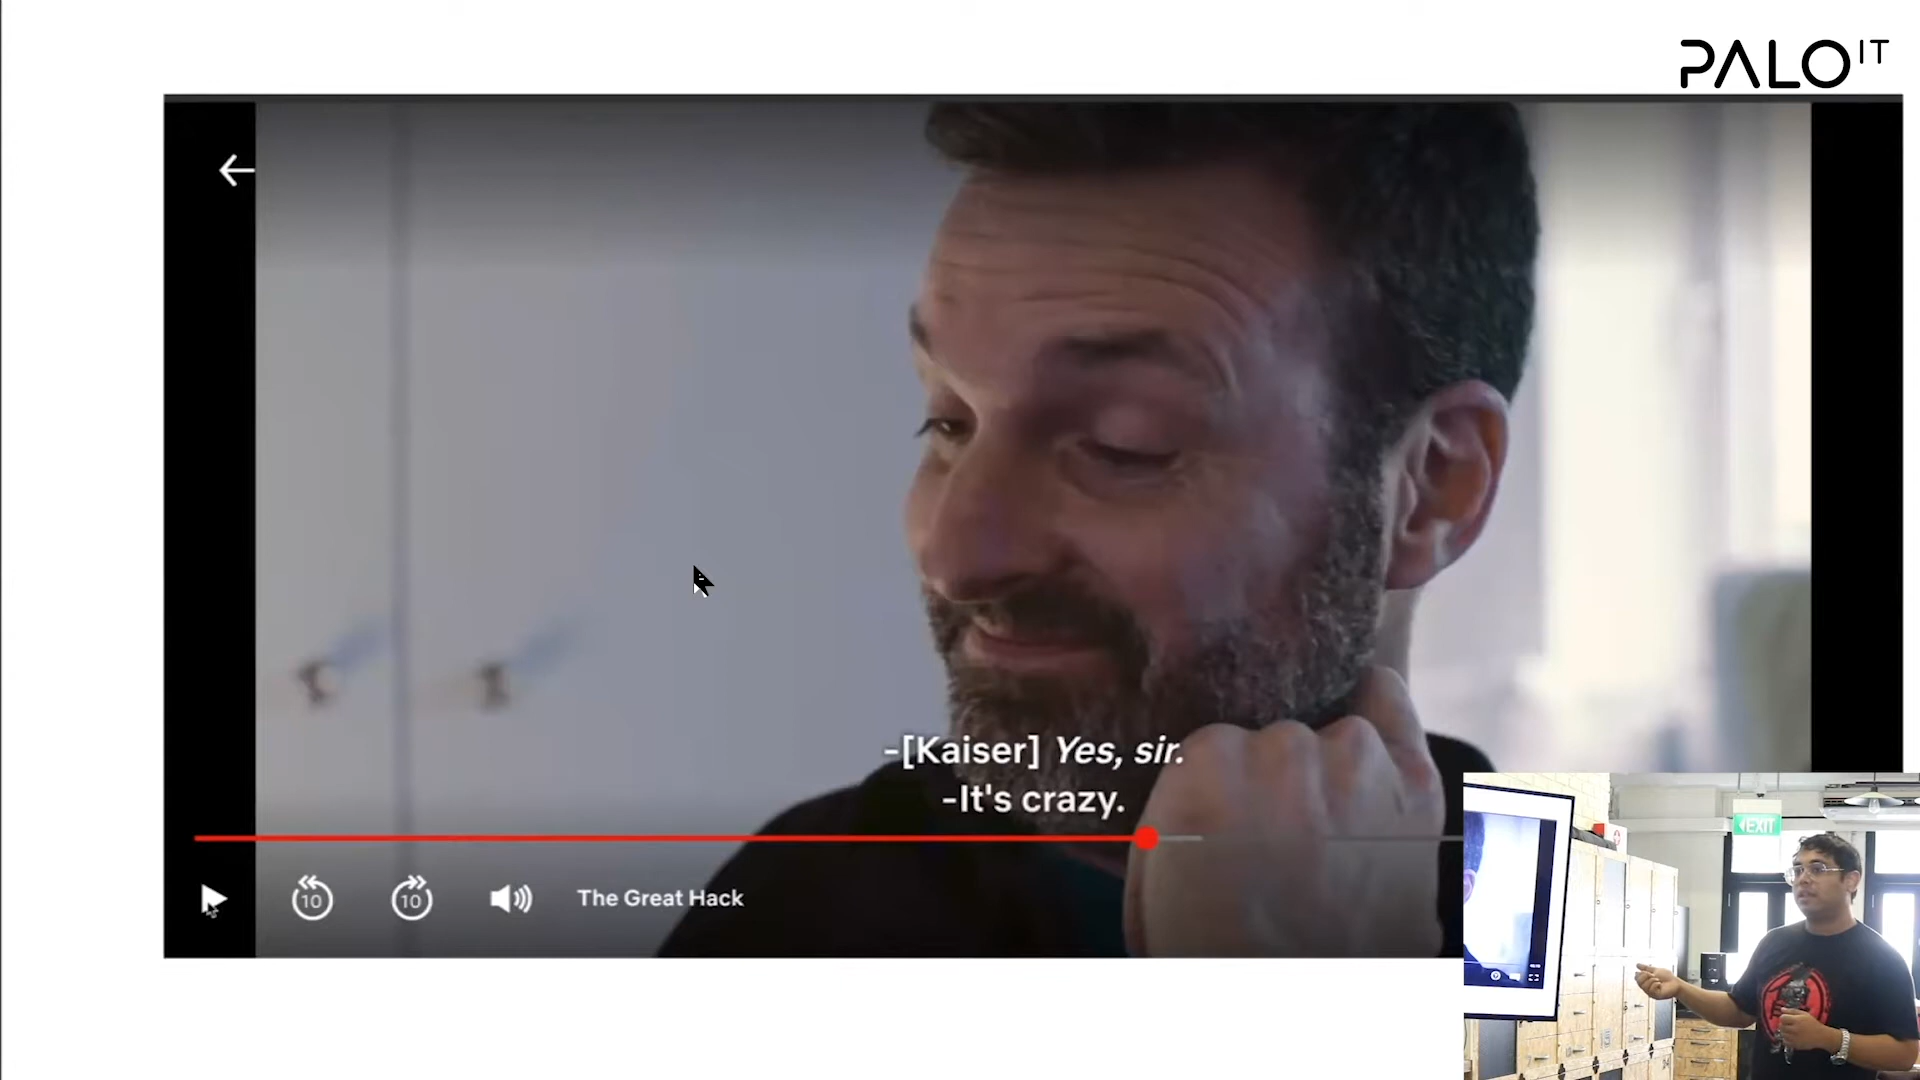 PALO IT
-[Kaiser] Yes, sir.
-It's crazy.
10
10
The Great Hack
EXIT